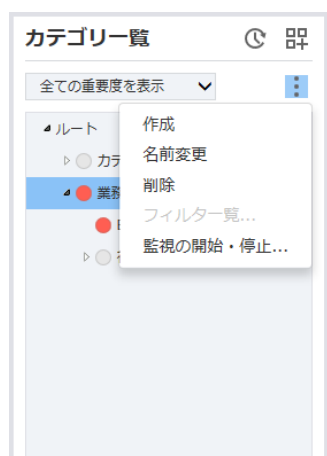 カテゴリ一覧
全ての重要度を表示
作成
ルート
名前変更
カテ
削除
業務
フィルタ一覧...
監視の開始・停止...